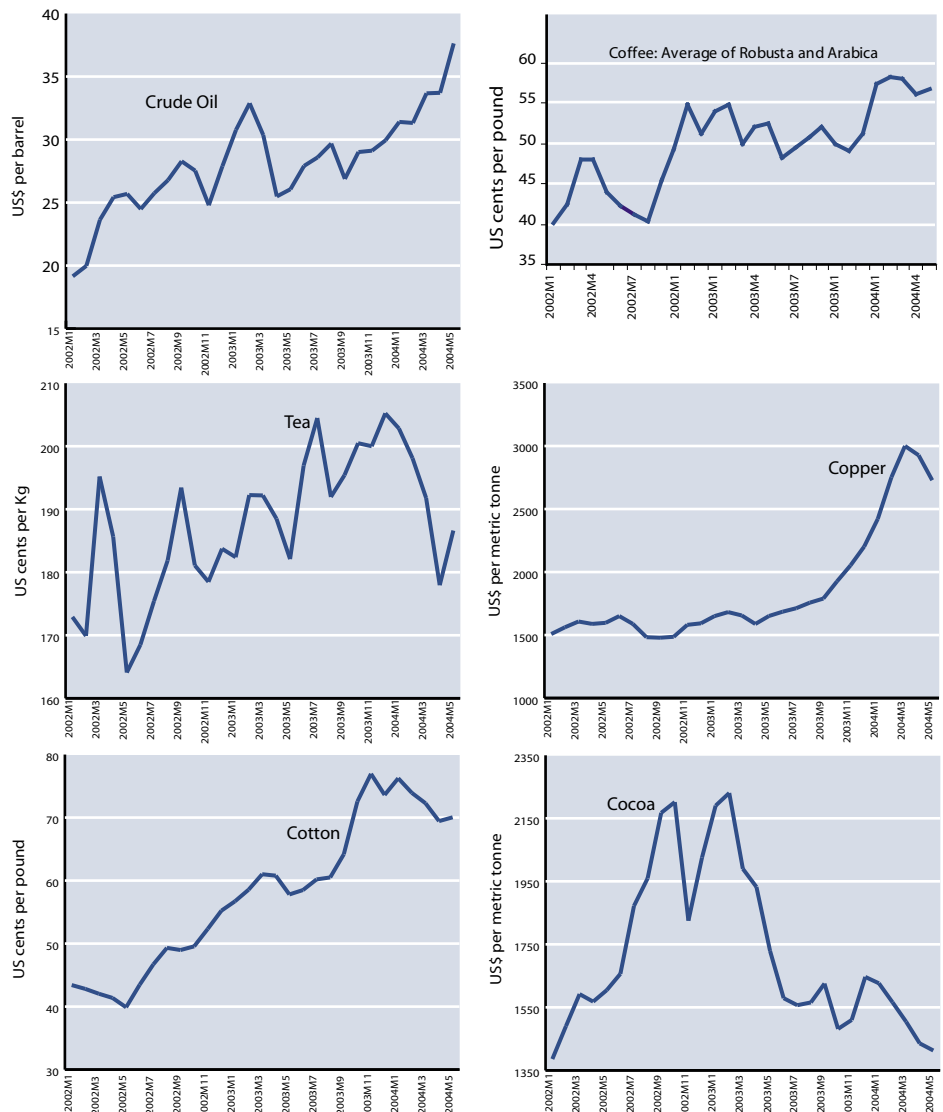 40
35
30
25
20
15
US$ per barrel
Crude Oil
2002M1
2002M3
2002M5
2002M7
2002M9
2002M11
2003M1
2003M3
2003M5
2003M7
2003M9
2003M11
2004M1
2004M3
2004M5
60
55
50
45
40
35
US cents per pound
Coffee: Average of Robusta and Arabica
2002M1
2002M4
2002M7
2002M1
2003M1
2003M4
2003M7
2003M1
2004M1
2004M4
210
200
190
180
170
160
US cents per Kg
Tea
2002M1
2002M3
2002M5
2002M7
2002M9
2002M11
2003M1
2003M3
2003M5
2003M7
2003M9
2003M11
2004M1
2004M3
2004M5
3500
3000
2500
2000
1500
1000
US$ per metric tonne
Copper
2002M1
2002M3
2002M5
2002M7
2002M9
2002M11
2003M1
2003M3
2003M5
2003M7
2003M9
2003M11
2004M1
2004M3
2004M5
80
70
60
50
40
30
US cents per pound
Cotton
2002M1
2002M3
2002M5
2002M7
2002M9
002M11
2003M1
2003M3
2003M5
2003M7
2003M9
003M11
2004M1
2004M3
2004M5
2350
2150
1950
1750
1550
1350
US$ per metric tonne
Cocoa
2002M1
2002M3
2002M5
2002M7
2002M9
2002M11
2003M1
2003M3
2003M5
2003M7
2003M9
2003M11
2004M1
2004M3
2004M5